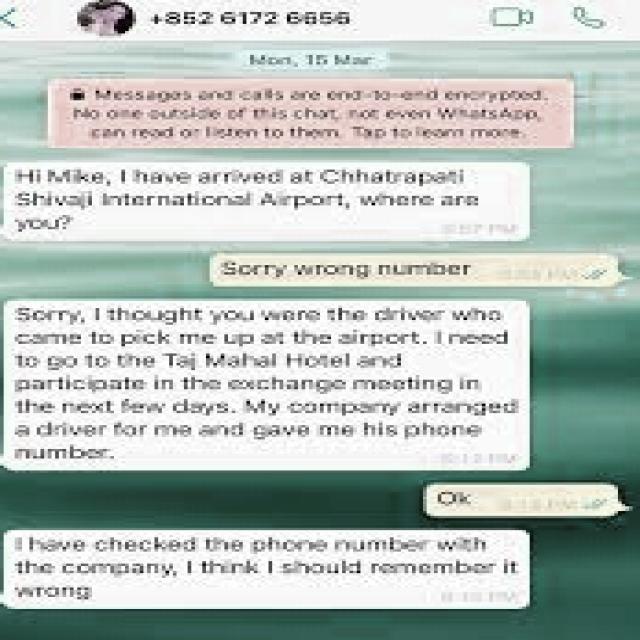 +852 6172 6656
Mon, 15 Mar
Messages and calls are end-to-end encrypted.
No one outside of this chat, not even WhatsApp,
can read or listen to them. Tap to learn more.
Hi Mike, I have arrived at Chhatrapati
Shivaji International Airport, where are
you?
Sorry wrong number
Sorry, I thought you were the driver who
came to pick me up at the airport. I need
to go to the Taj Mahal Hotel and
participate in the exchange meeting in
the next few days. My company arranged
a driver for me and gave me his phone
number.
Ok
I have checked the phone number with
the company, I think I should remember it
wrong